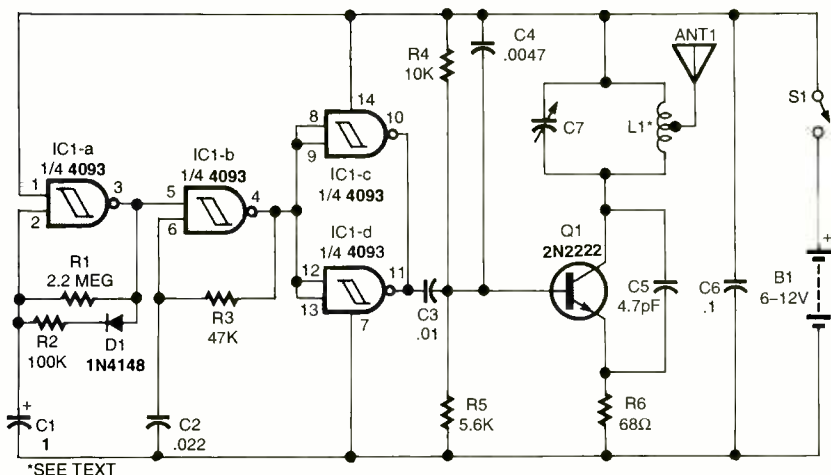 IC1-a
1/4 4093
1
2
3
R1
2.2 MEG
R2
100K
D1
1N4148
+
C1
1
*SEE TEXT
IC1-b
1/4 4093
5
6
4
R3
47K
C2
.022
14
8
9
10
IC1-c
1/4 4093
IC1-d
1/4 4093
12
13
11
7
C3
.01
R4
10K
C4
.0047
R5
5.6K
C7
L1*
ANT1
Q1
2N2222
C5
4.7pF
R6
68Ω
C6
.1
S1
+
B1
6–12V